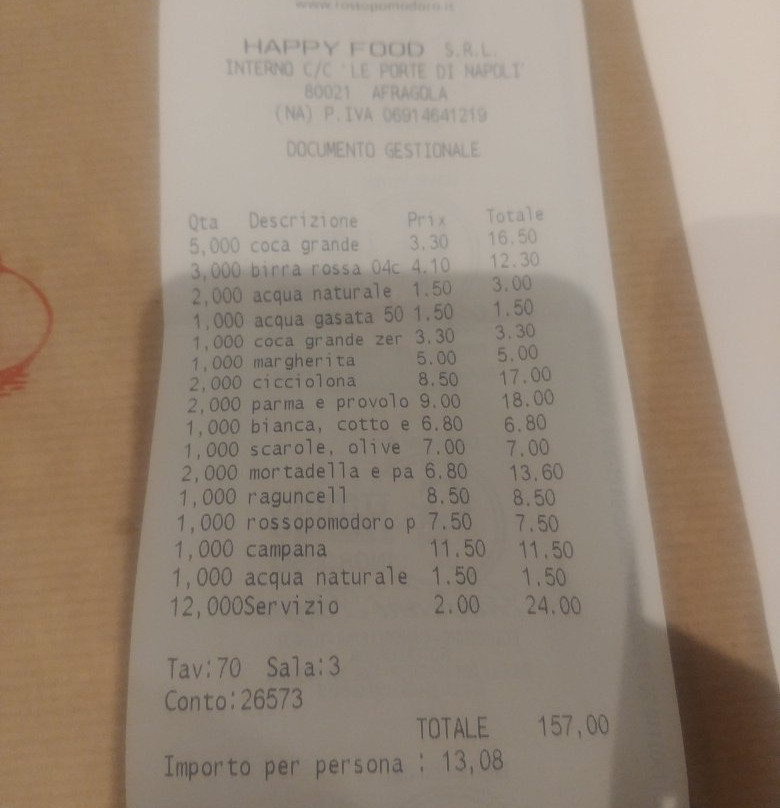 www.rossopomodoro.it
HAPPY FOOD S.R.L.
INTERNO C/C 'LE PORTE DI NAPOLI'
80021 AFRAGOLA
(NA) P.IVA 06914641219
DOCUMENTO GESTIONALE
Qta Descrizione Prix Totale
5,000 coca grande 3.30 16.50
3,000 birra rossa 04c 4.10 12.30
2,000 acqua naturale 1.50 3.00
1,000 acqua gasata 50 1.50 1.50
1,000 coca grande zer 3.30 3.30
1,000 margherita 5.00 5.00
2,000 cicciolona 8.50 17.00
2,000 parma e provolo 9.00 18.00
1,000 bianca, cotto e 6.80 6.80
1,000 scarole, olive 7.00 7.00
2,000 mortadella e pa 6.80 13.60
1,000 raguncell 8.50 8.50
1,000 rossopomodoro p 7.50 7.50
1,000 campana 11.50 11.50
1,000 acqua naturale 1.50 1.50
12,000Servizio 2.00 24.00
Tav:70 Sala:3
Conto:26573
TOTALE 157,00
Importo per persona : 13,08